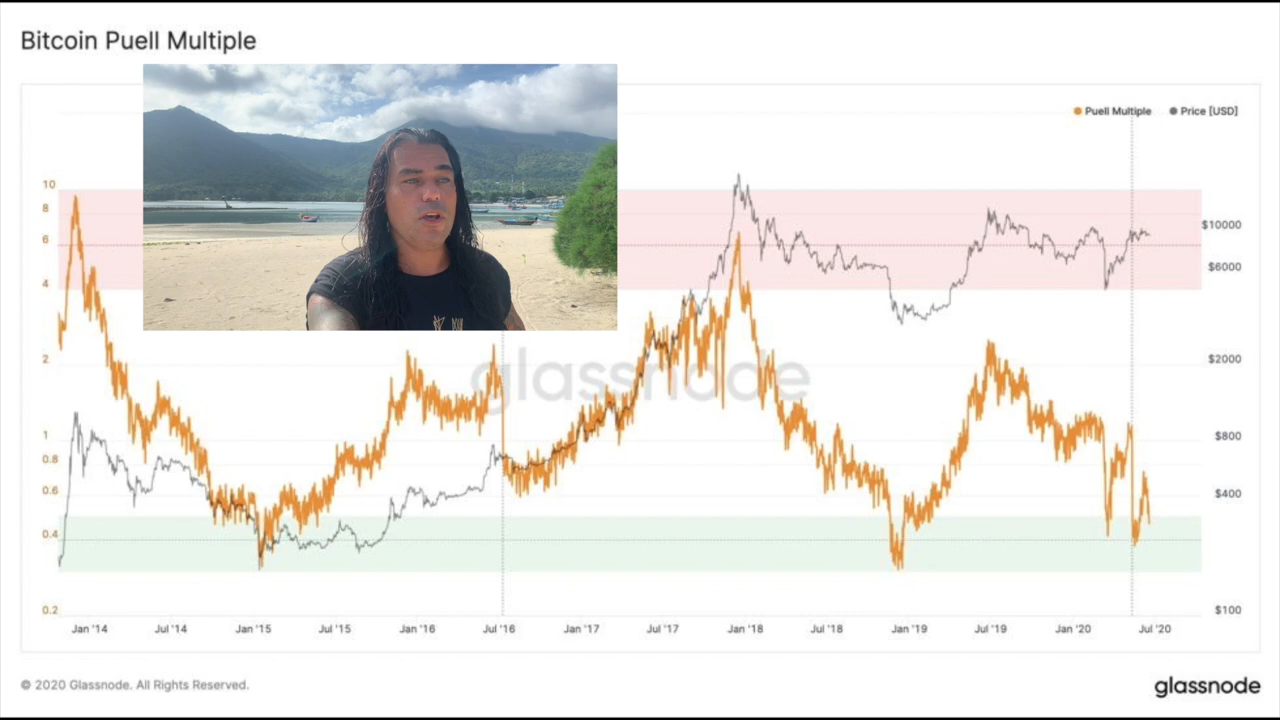 Bitcoin Puell Multiple
Puell Multiple Price [USD]
10
8
6
4
2
1
0.8
0.6
0.4
0.2
$10000
$6000
$2000
$800
$400
$100
glassnode
Jan '14 Jul '14 Jan '15 Jul '15 Jan '16 Jul '16 Jan '17 Jul '17 Jan '18 Jul '18 Jan '19 Jul '19 Jan '20 Jul '20
© 2020 Glassnode. All Rights Reserved.
glassnode